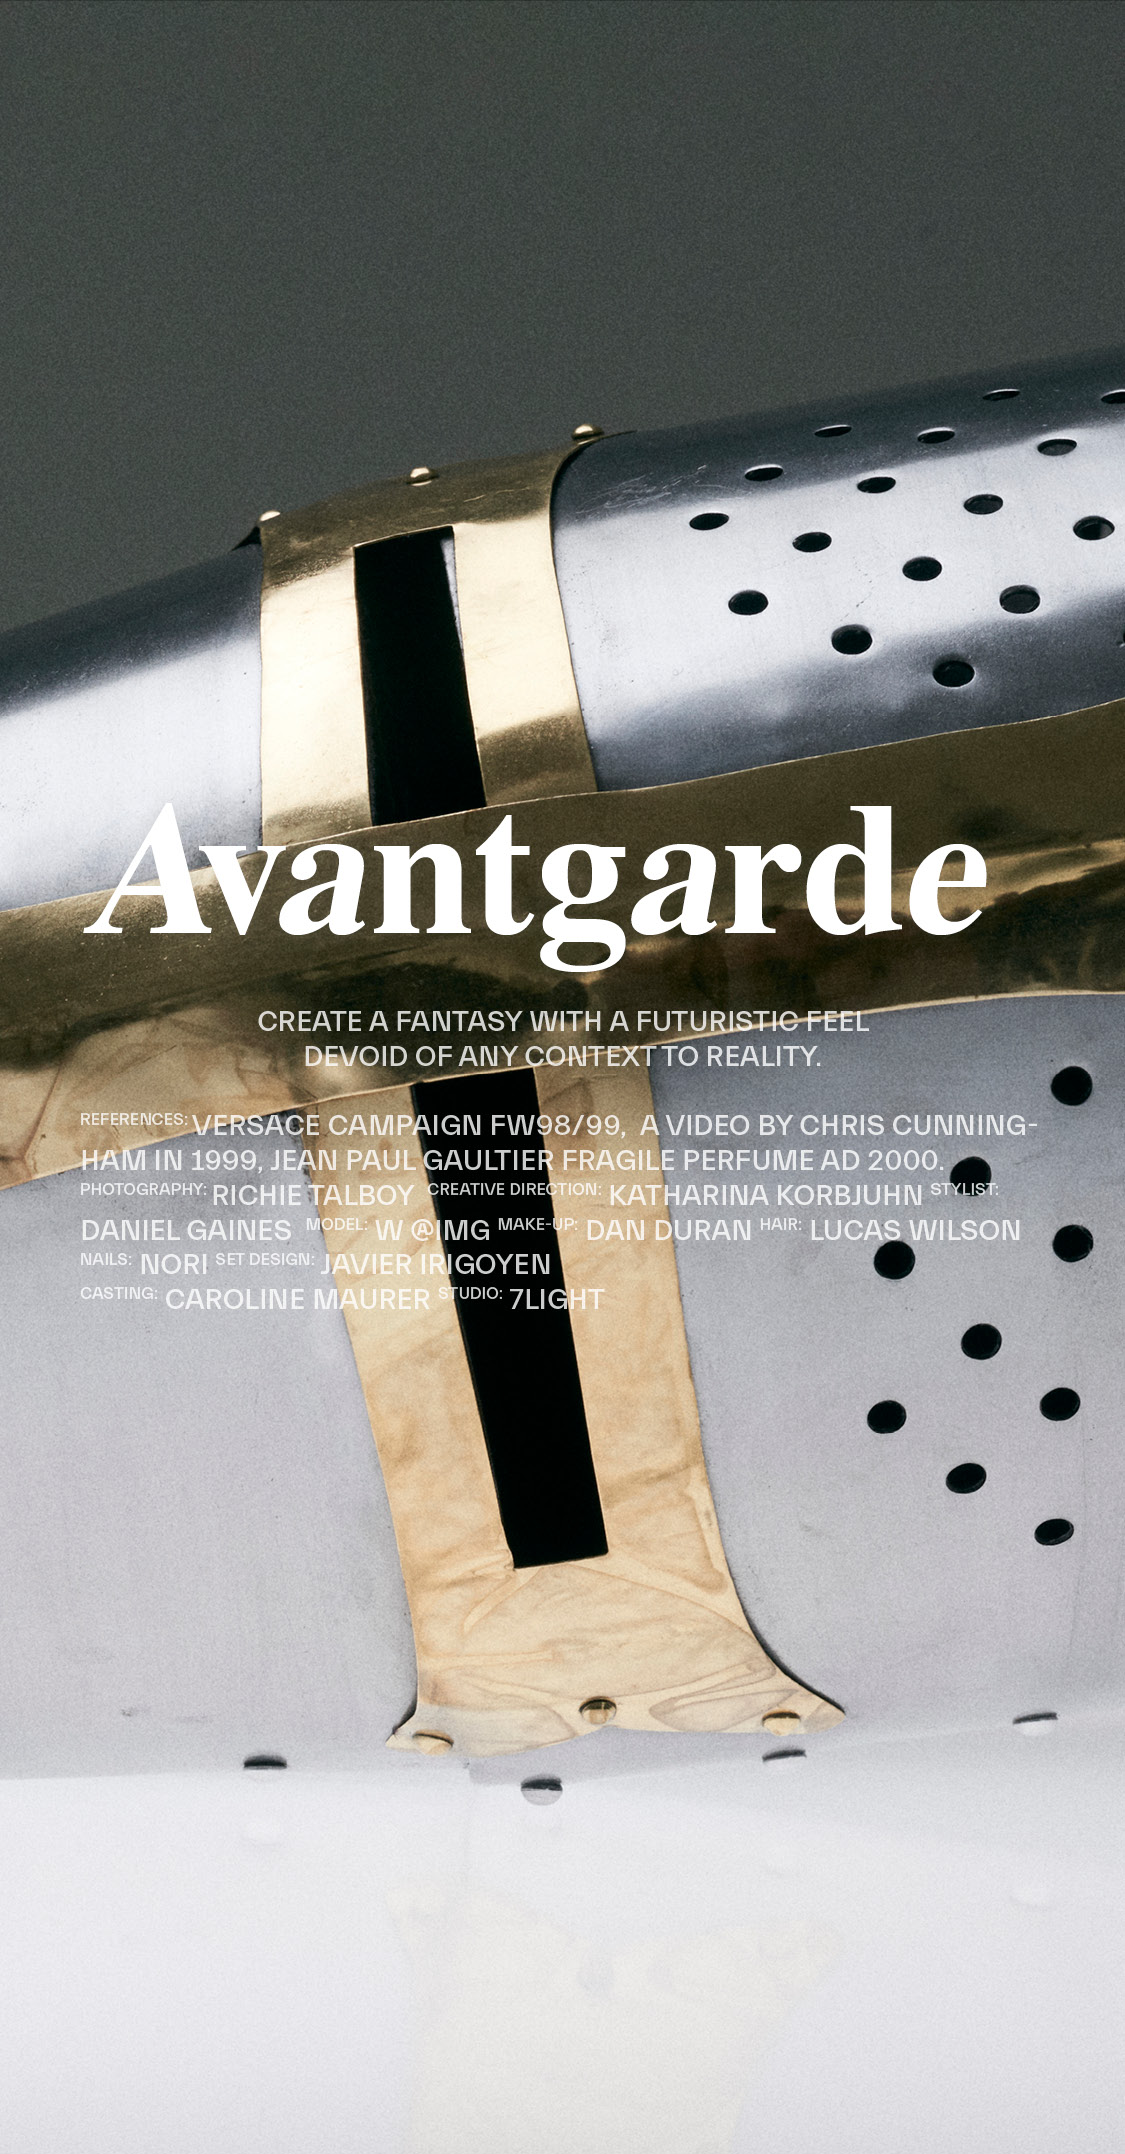 Avantgarde
CREATE A FANTASY WITH A FUTURISTIC FEEL
DEVOID OF ANY CONTEXT TO REALITY.
REFERENCES: VERSACE CAMPAIGN FW98/99, A VIDEO BY CHRIS CUNNING-
HAM IN 1999, JEAN PAUL GAULTIER FRAGILE PERFUME AD 2000.
PHOTOGRAPHY: RICHIE TALBOY CREATIVE DIRECTION: KATHARINA KORBJUHN STYLIST:
DANIEL GAINES MODEL: W @IMG MAKE-UP: DAN DURAN HAIR: LUCAS WILSON
NAILS: NORI SET DESIGN: JAVIER IRIGOYEN
CASTING: CAROLINE MAURER STUDIO: 7LIGHT